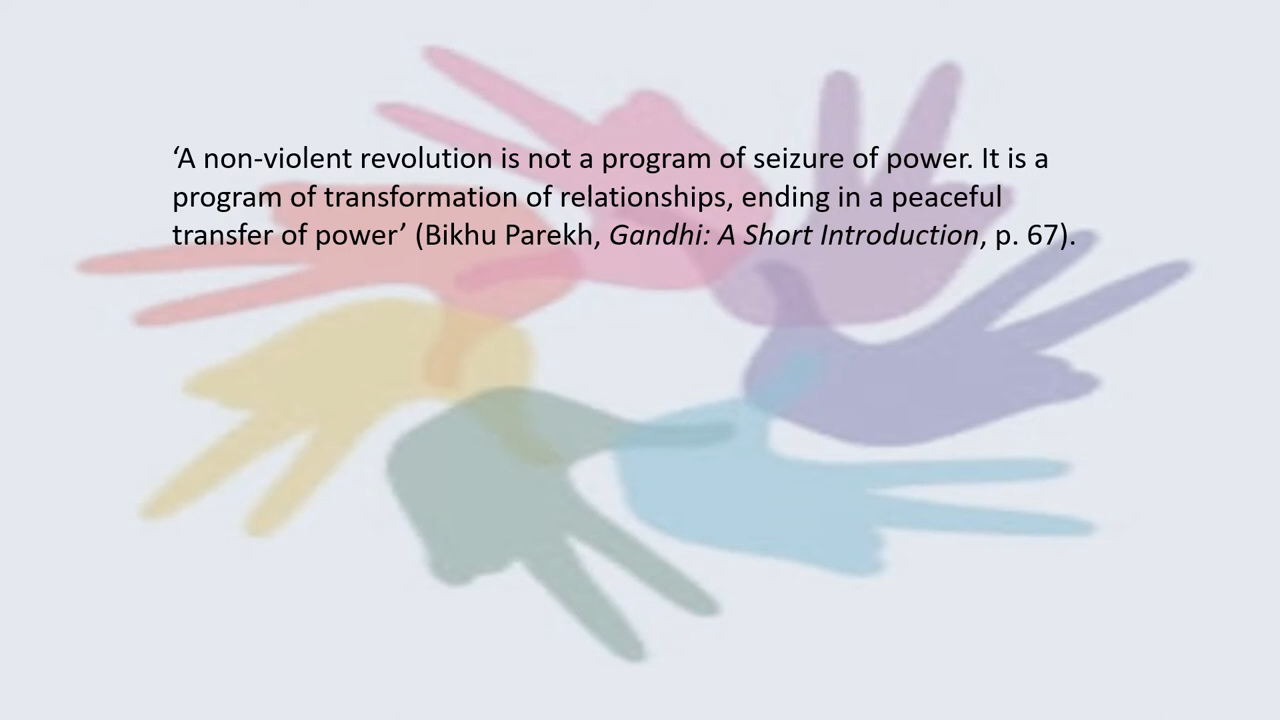 ‘A non-violent revolution is not a program of seizure of power. It is a
program of transformation of relationships, ending in a peaceful
transfer of power’ (Bikhu Parekh, Gandhi: A Short Introduction, p. 67).